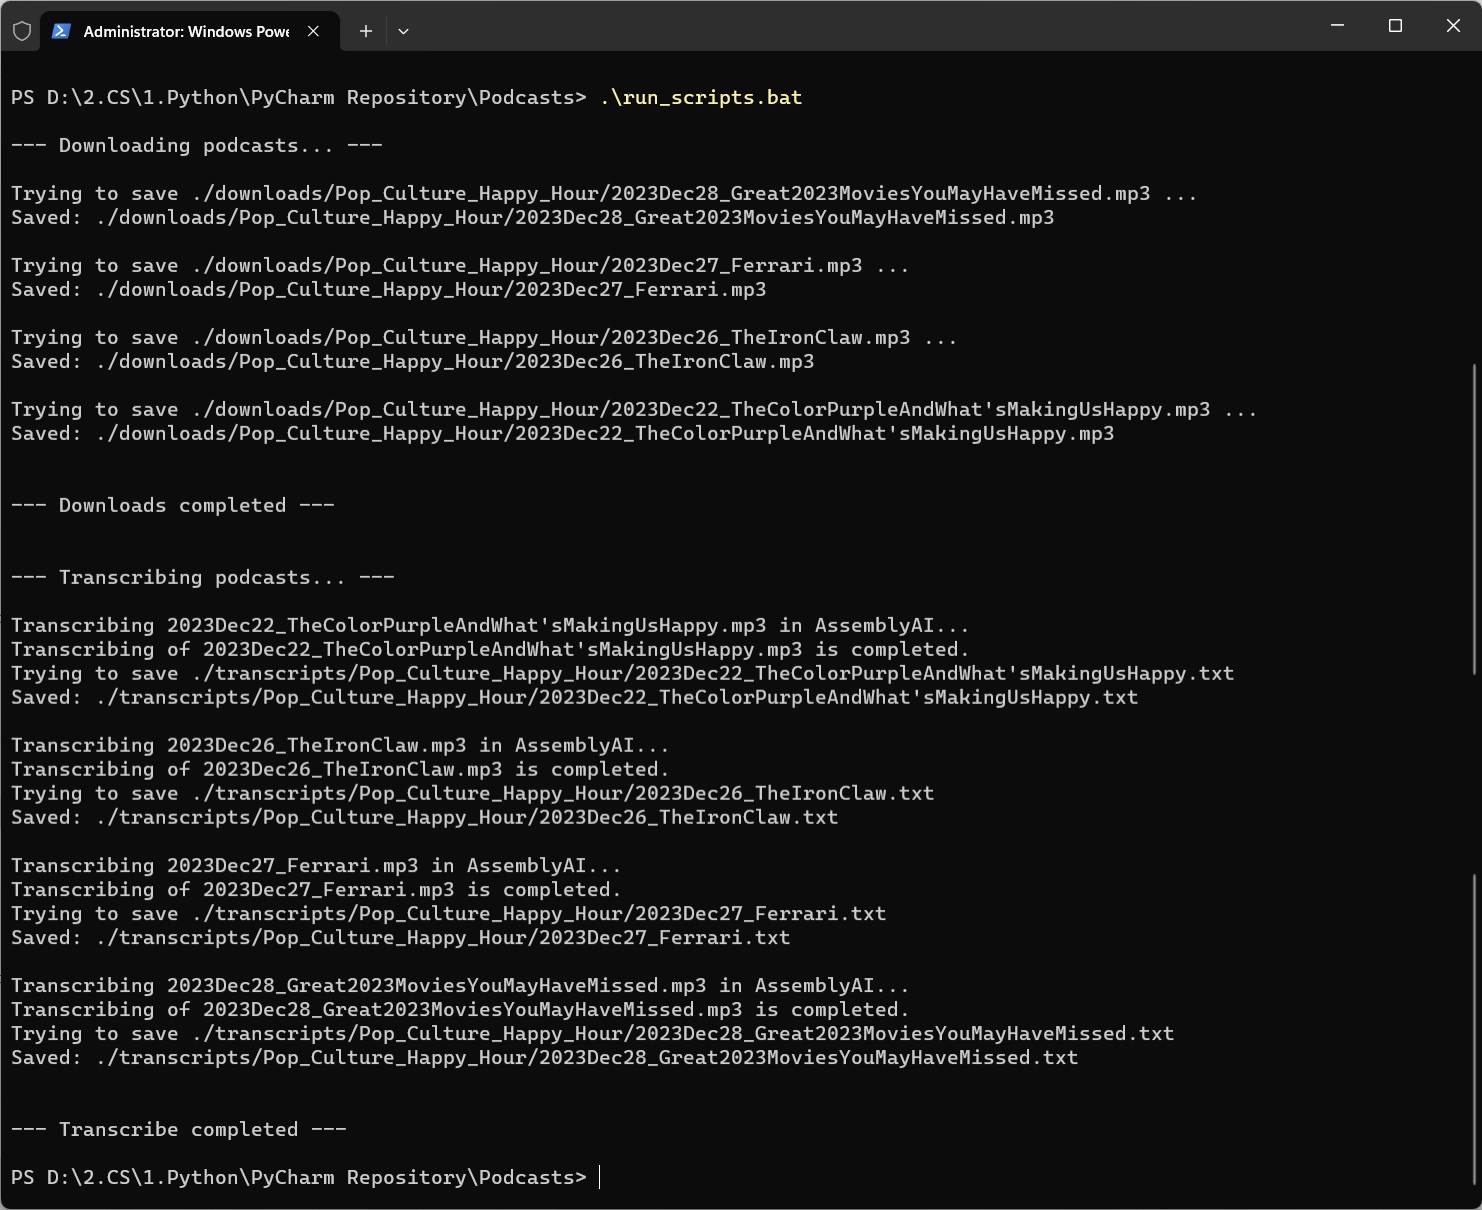 Administrator: Windows Powe
PS D:\2.CS\1.Python\PyCharm Repository\Podcasts> .\run_scripts.bat
--- Downloading podcasts... ---
Trying to save ./downloads/Pop_Culture_Happy_Hour/2023Dec28_Great2023MoviesYouMayHaveMissed.mp3 ...
Saved: ./downloads/Pop_Culture_Happy_Hour/2023Dec28_Great2023MoviesYouMayHaveMissed.mp3
Trying to save ./downloads/Pop_Culture_Happy_Hour/2023Dec27_Ferrari.mp3 ...
Saved: ./downloads/Pop_Culture_Happy_Hour/2023Dec27_Ferrari.mp3
Trying to save ./downloads/Pop_Culture_Happy_Hour/2023Dec26_TheIronClaw.mp3 ...
Saved: ./downloads/Pop_Culture_Happy_Hour/2023Dec26_TheIronClaw.mp3
Trying to save ./downloads/Pop_Culture_Happy_Hour/2023Dec22_TheColorPurpleAndWhat'sMakingUsHappy.mp3 ...
Saved: ./downloads/Pop_Culture_Happy_Hour/2023Dec22_TheColorPurpleAndWhat'sMakingUsHappy.mp3
--- Downloads completed ---
--- Transcribing podcasts... ---
Transcribing 2023Dec22_TheColorPurpleAndWhat'sMakingUsHappy.mp3 in AssemblyAI...
Transcribing of 2023Dec22_TheColorPurpleAndWhat'sMakingUsHappy.mp3 is completed.
Trying to save ./transcripts/Pop_Culture_Happy_Hour/2023Dec22_TheColorPurpleAndWhat'sMakingUsHappy.txt
Saved: ./transcripts/Pop_Culture_Happy_Hour/2023Dec22_TheColorPurpleAndWhat'sMakingUsHappy.txt
Transcribing 2023Dec26_TheIronClaw.mp3 in AssemblyAI...
Transcribing of 2023Dec26_TheIronClaw.mp3 is completed.
Trying to save ./transcripts/Pop_Culture_Happy_Hour/2023Dec26_TheIronClaw.txt
Saved: ./transcripts/Pop_Culture_Happy_Hour/2023Dec26_TheIronClaw.txt
Transcribing 2023Dec27_Ferrari.mp3 in AssemblyAI...
Transcribing of 2023Dec27_Ferrari.mp3 is completed.
Trying to save ./transcripts/Pop_Culture_Happy_Hour/2023Dec27_Ferrari.txt
Saved: ./transcripts/Pop_Culture_Happy_Hour/2023Dec27_Ferrari.txt
Transcribing 2023Dec28_Great2023MoviesYouMayHaveMissed.mp3 in AssemblyAI...
Transcribing of 2023Dec28_Great2023MoviesYouMayHaveMissed.mp3 is completed.
Trying to save ./transcripts/Pop_Culture_Happy_Hour/2023Dec28_Great2023MoviesYouMayHaveMissed.txt
Saved: ./transcripts/Pop_Culture_Happy_Hour/2023Dec28_Great2023MoviesYouMayHaveMissed.txt
--- Transcribe completed ---
PS D:\2.CS\1.Python\PyCharm Repository\Podcasts>